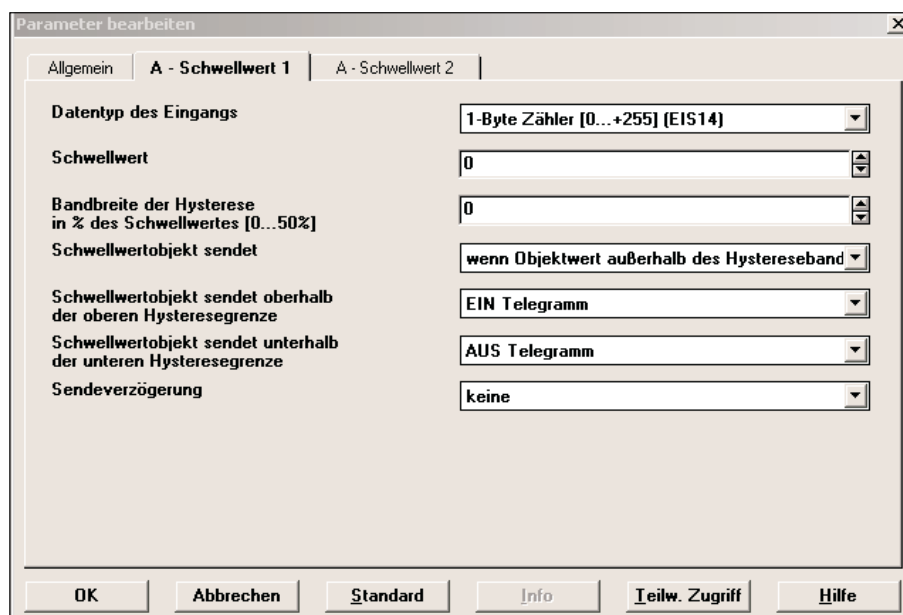 Parameter bearbeiten
Allgemein
A - Schwellwert 1
A - Schwellwert 2
Datentyp des Eingangs
1-Byte Zähler [0...+255] (EIS14)
Schwellwert
0
Bandbreite der Hysterese
in % des Schwellwertes [0...50%]
0
Schwellwertobjekt sendet
wenn Objektwert außerhalb des Hystereseband
Schwellwertobjekt sendet oberhalb
der oberen Hysteresegrenze
EIN Telegramm
Schwellwertobjekt sendet unterhalb
der unteren Hysteresegrenze
AUS Telegramm
Sendeverzögerung
keine
OK
Abbrechen
Standard
Info
Teilw. Zugriff
Hilfe